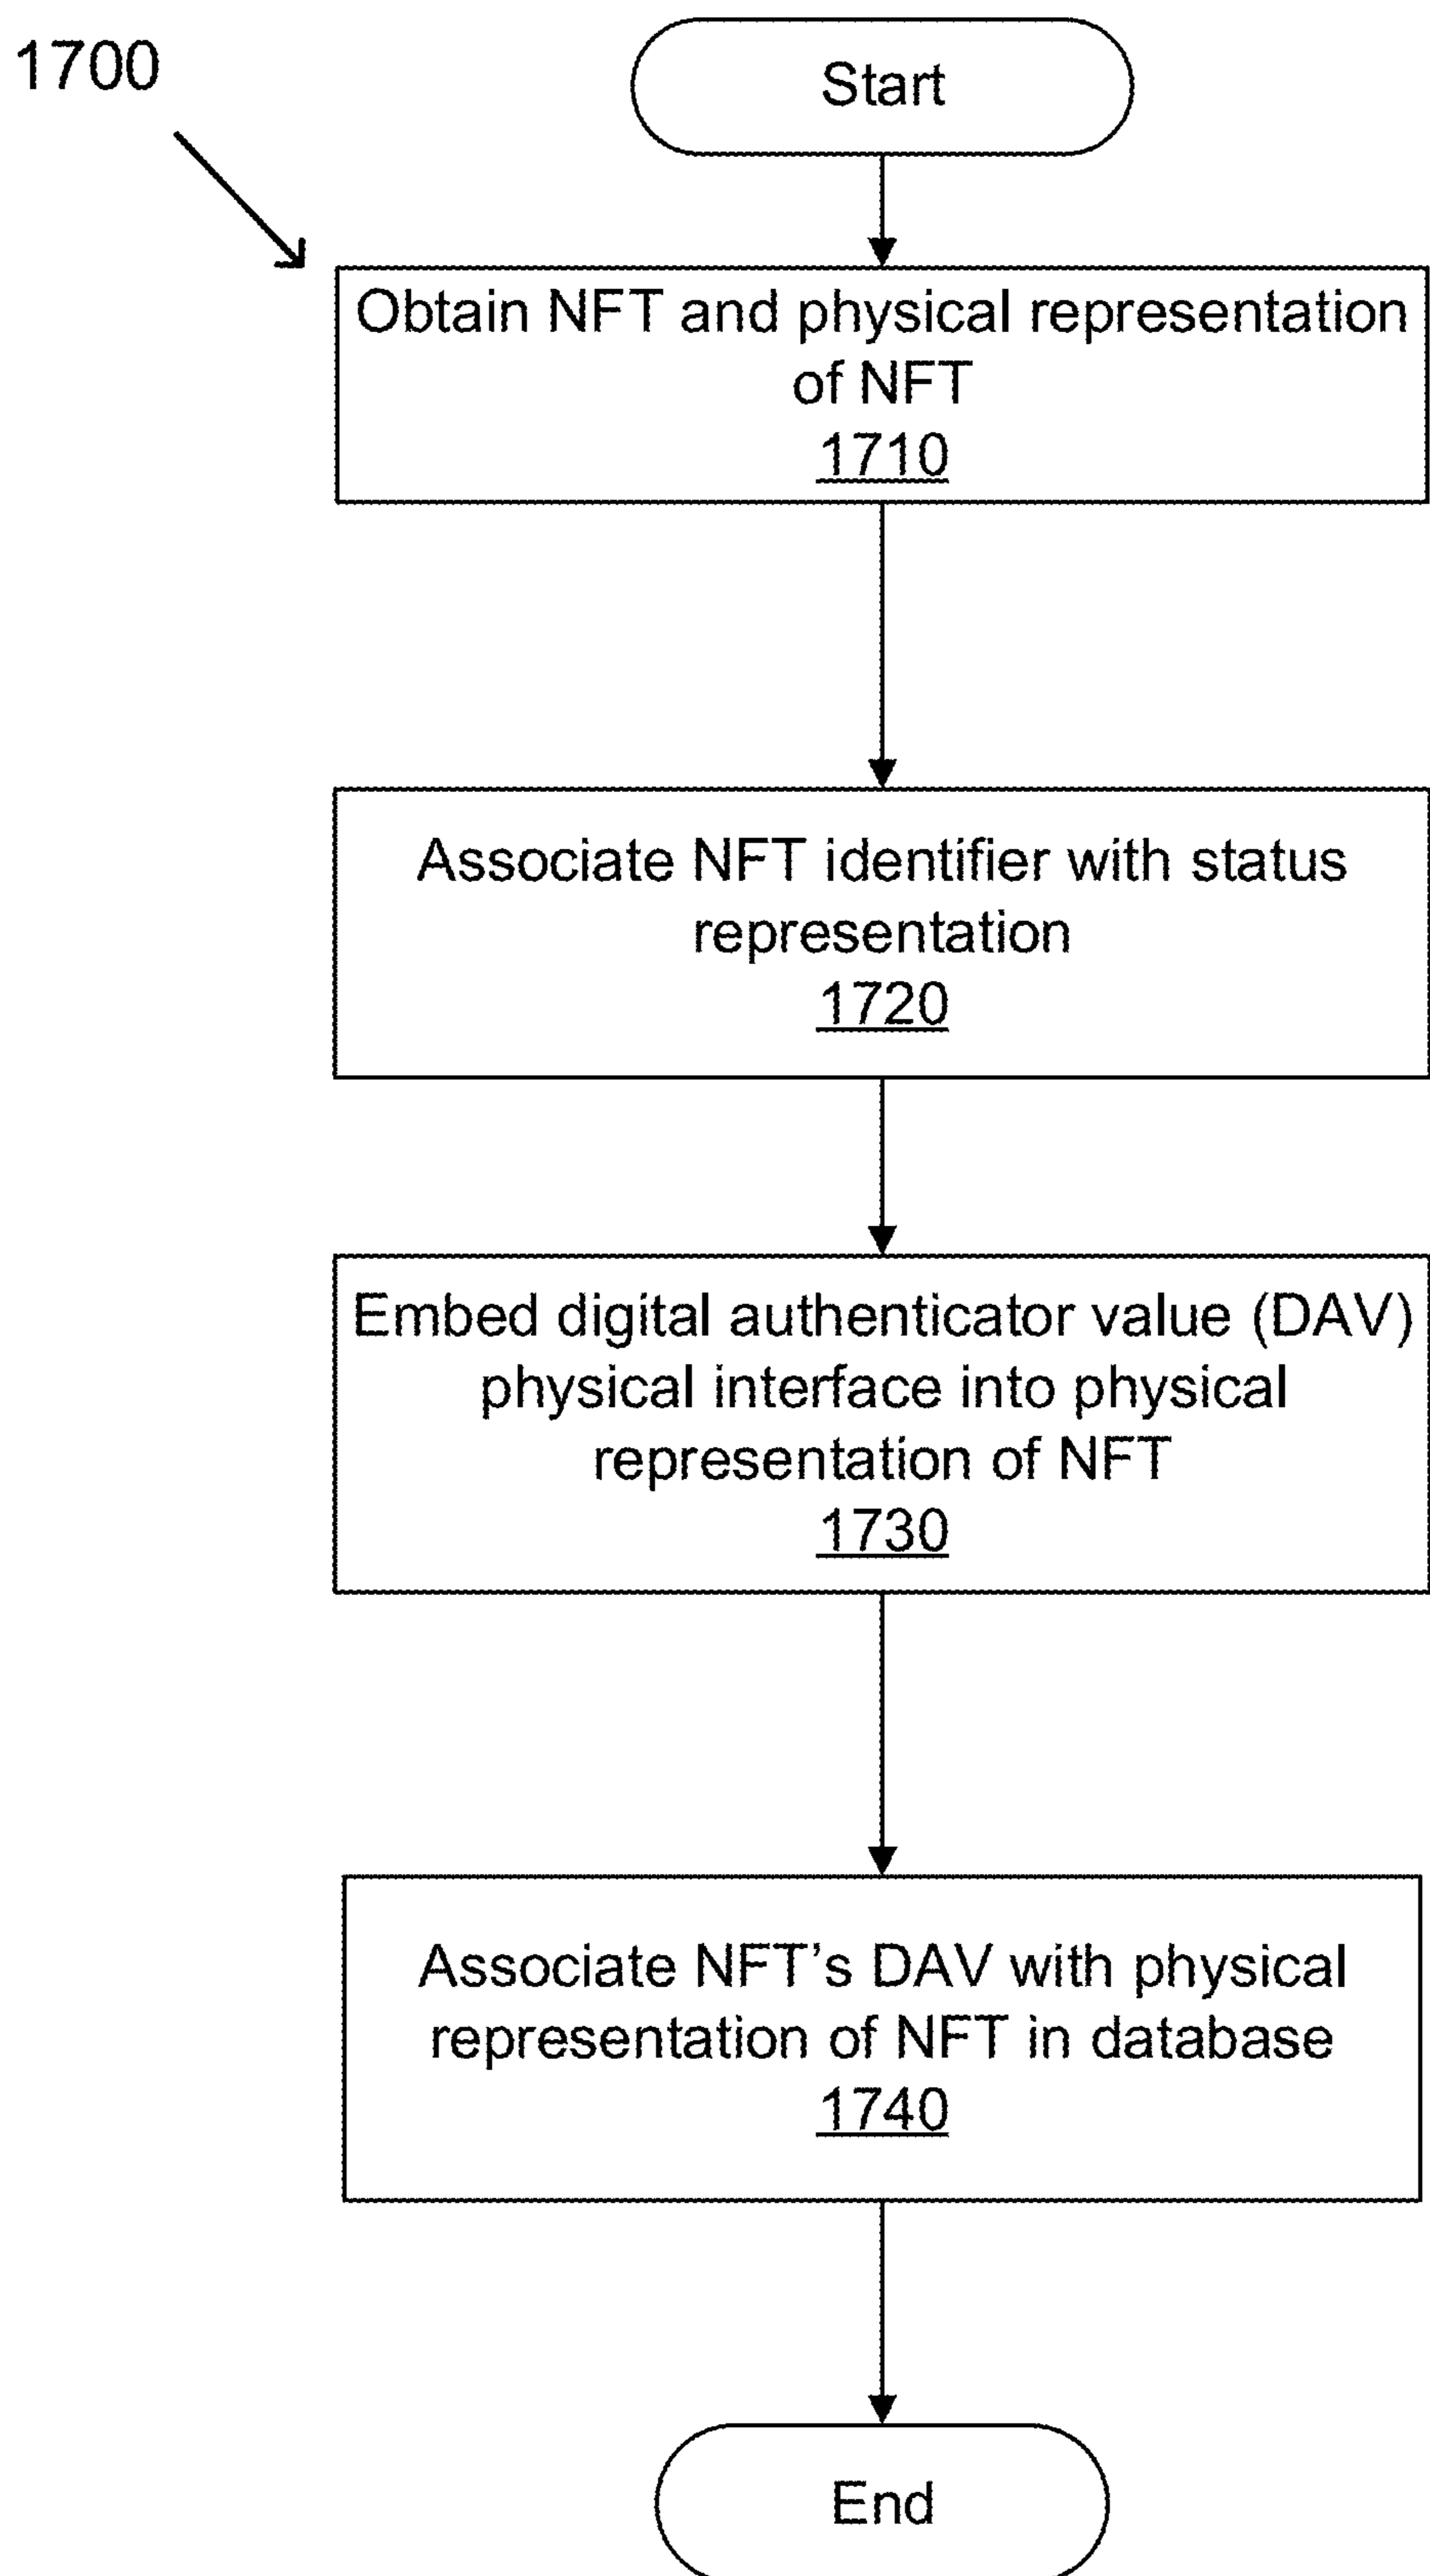 1700
Start
Obtain NFT and physical representation
of NFT
1710
Associate NFT identifier with status
representation
1720
Embed digital authenticator value (DAV)
physical interface into physical
representation of NFT
1730
Associate NFT’s DAV with physical
representation of NFT in database
1740
End